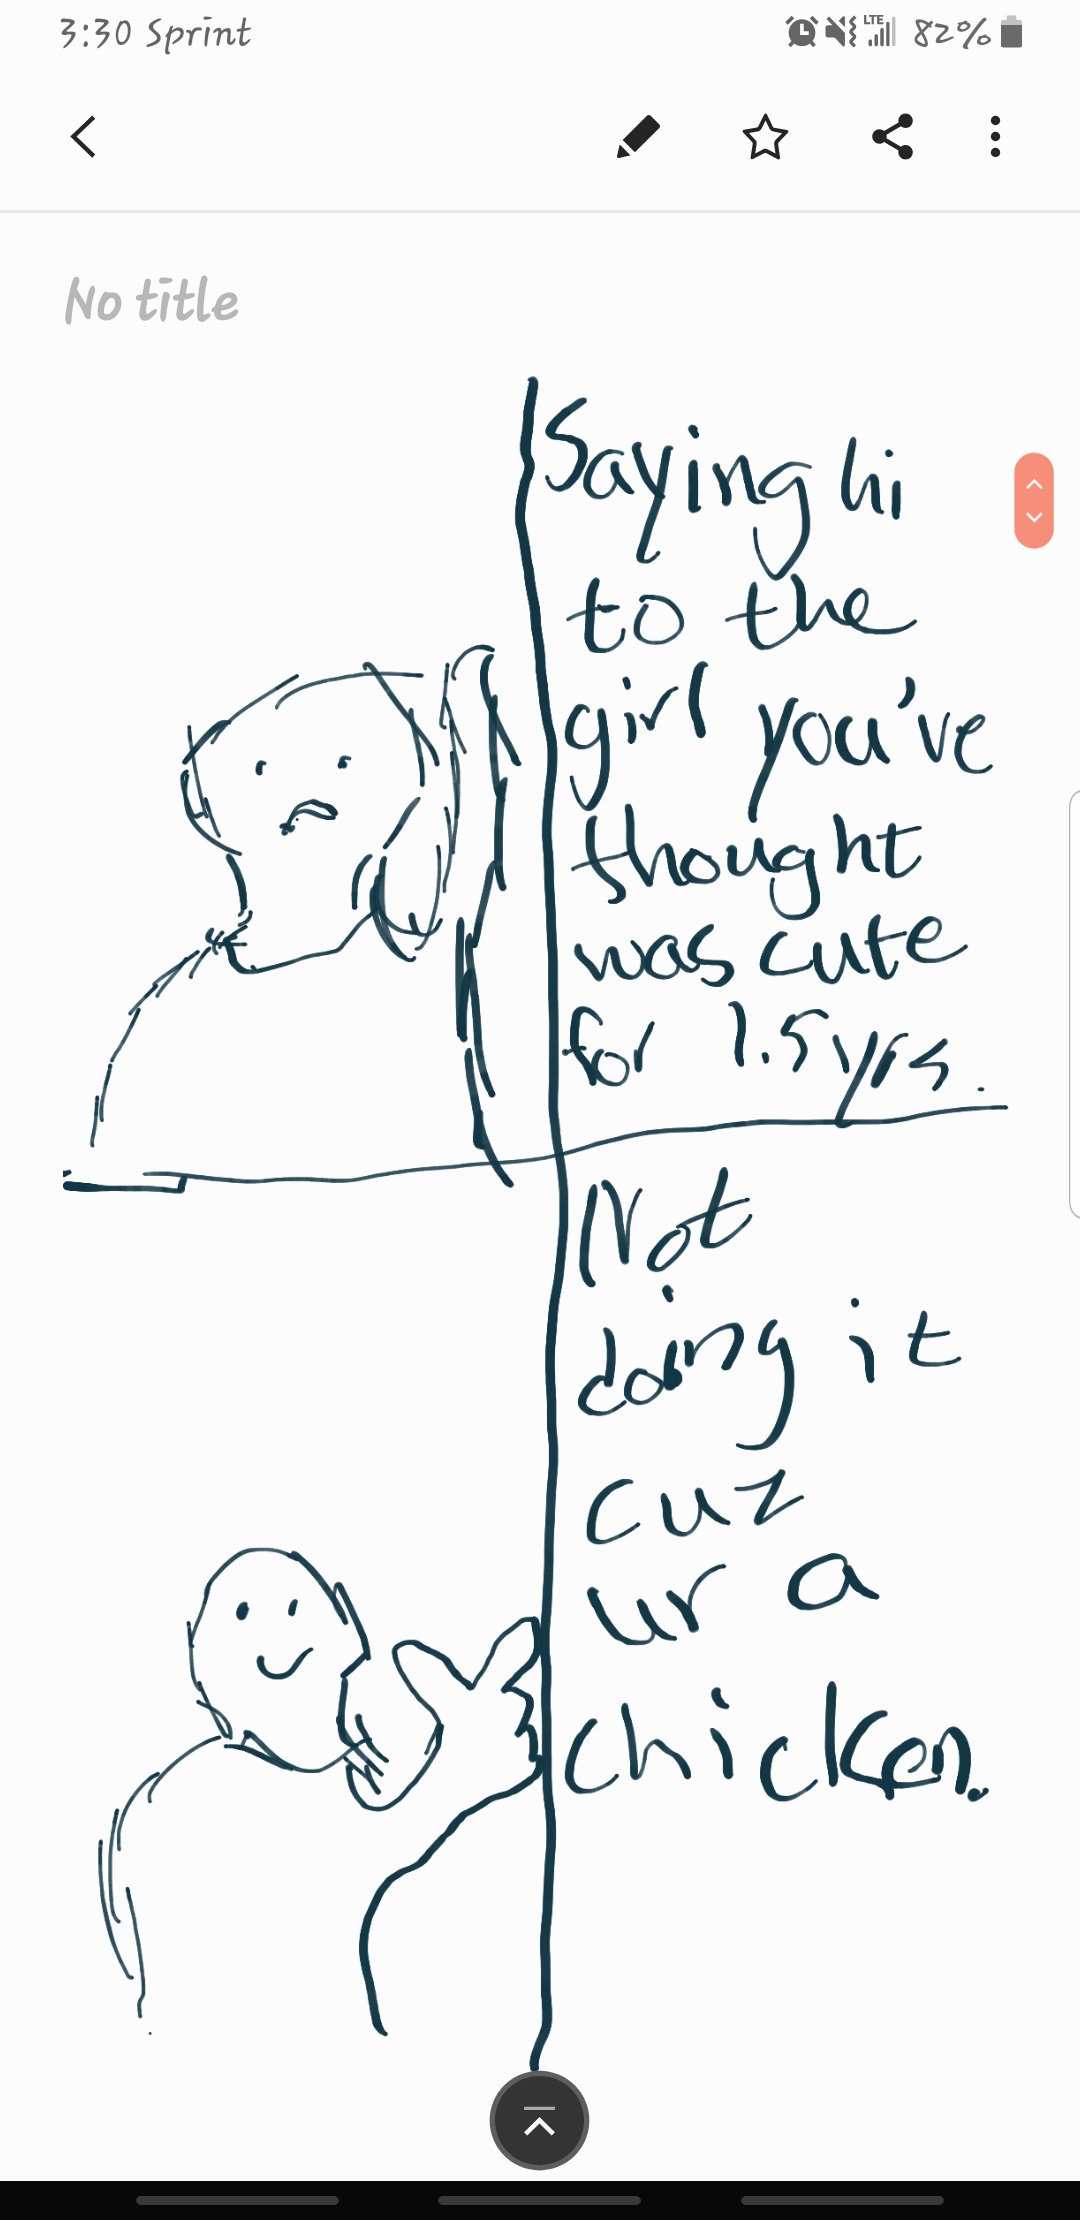 3:30 Sprint
LTE 82%
No title
Saying hi
to the
girl you've
thought
was cute
for 1.5yrs.
Not
doing it
cuz
ur a
chicken.